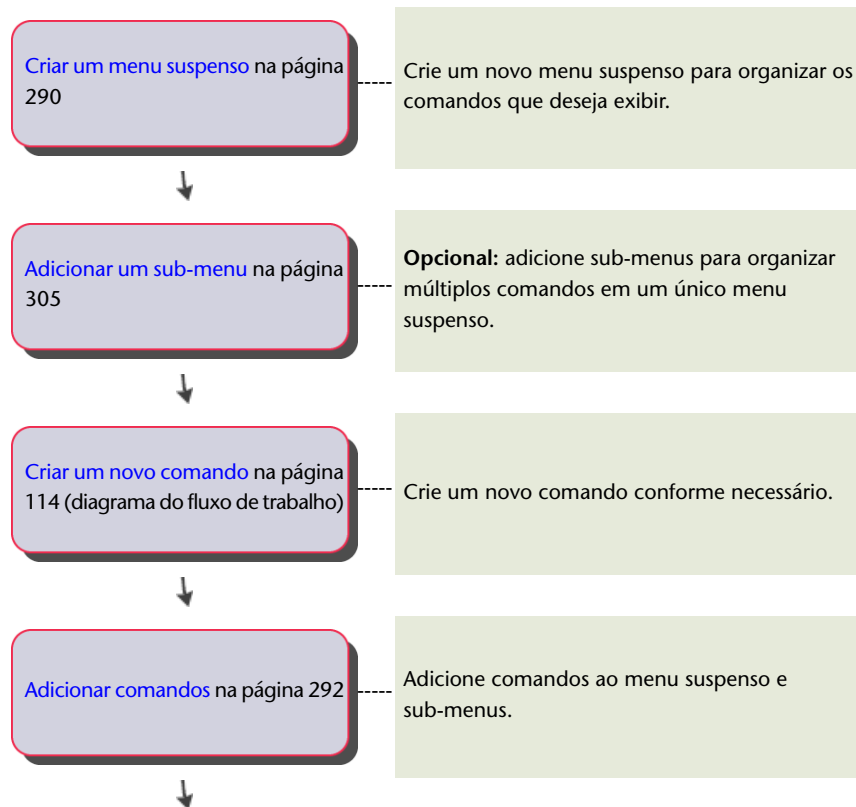 Criar um menu suspenso na página
290
Crie um novo menu suspenso para organizar os
comandos que deseja exibir.
Adicionar um sub-menu na página
305
Opcional: adicione sub-menus para organizar
múltiplos comandos em um único menu
suspenso.
Criar um novo comando na página
114 (diagrama do fluxo de trabalho)
Crie um novo comando conforme necessário.
Adicionar comandos na página 292
Adicione comandos ao menu suspenso e
sub-menus.